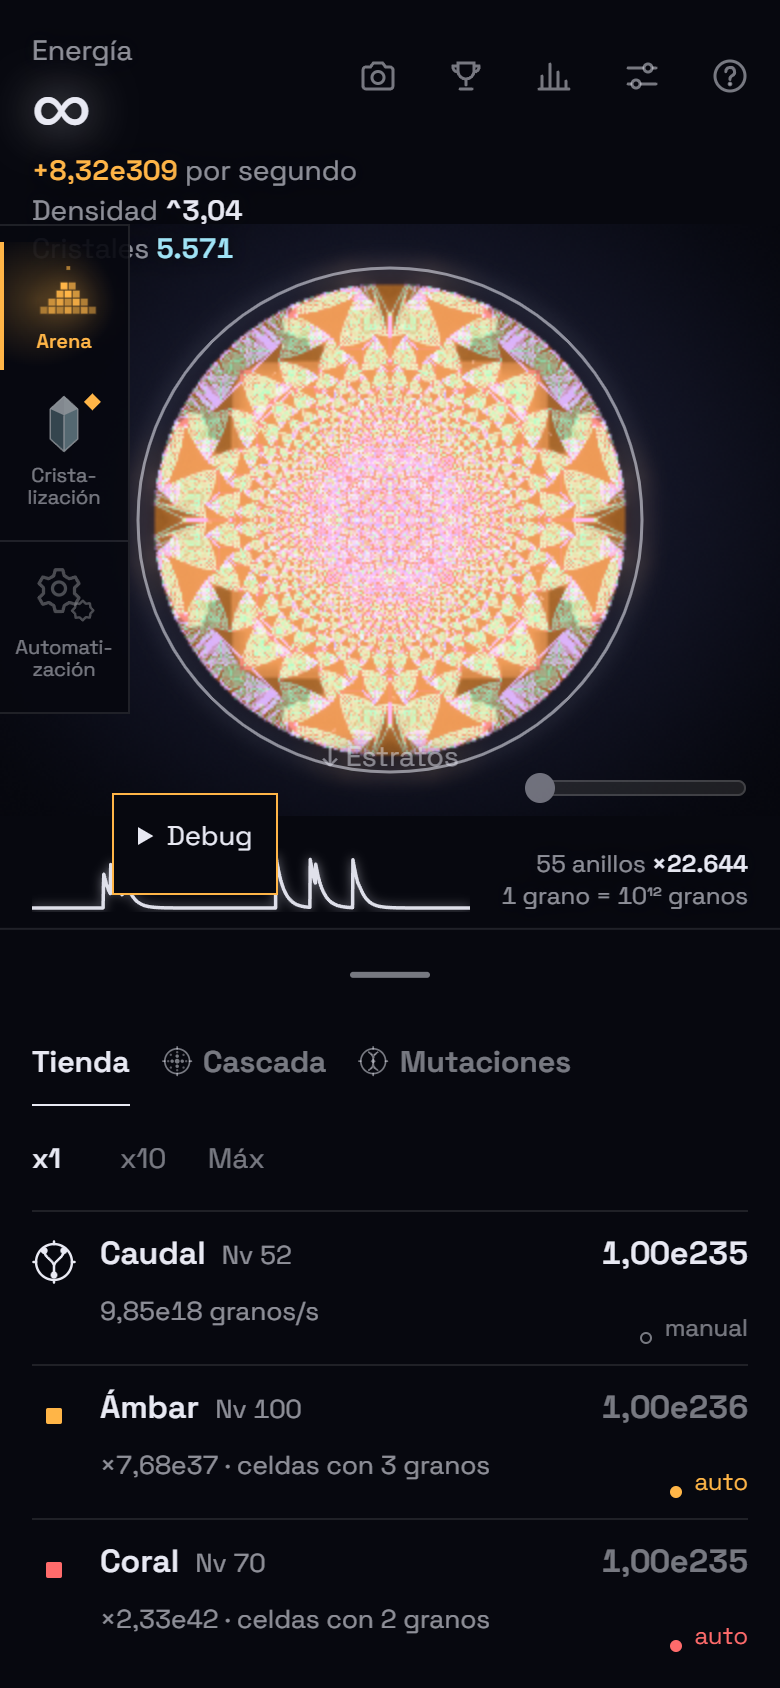 Energía
∞
+8,32e309 por segundo
Densidad ^3,04
Cristales 5.571
Arena
Crista-
lización
Automati-
zación
↓ Estratos
▶ Debug
55 anillos ×22.644
1 grano = 10¹² granos
Tienda
Cascada
Mutaciones
x1
x10
Máx
Caudal Nv 52
1,00e235
9,85e18 granos/s
manual
Ámbar Nv 100
1,00e236
×7,68e37 · celdas con 3 granos
auto
Coral Nv 70
1,00e235
×2,33e42 · celdas con 2 granos
auto